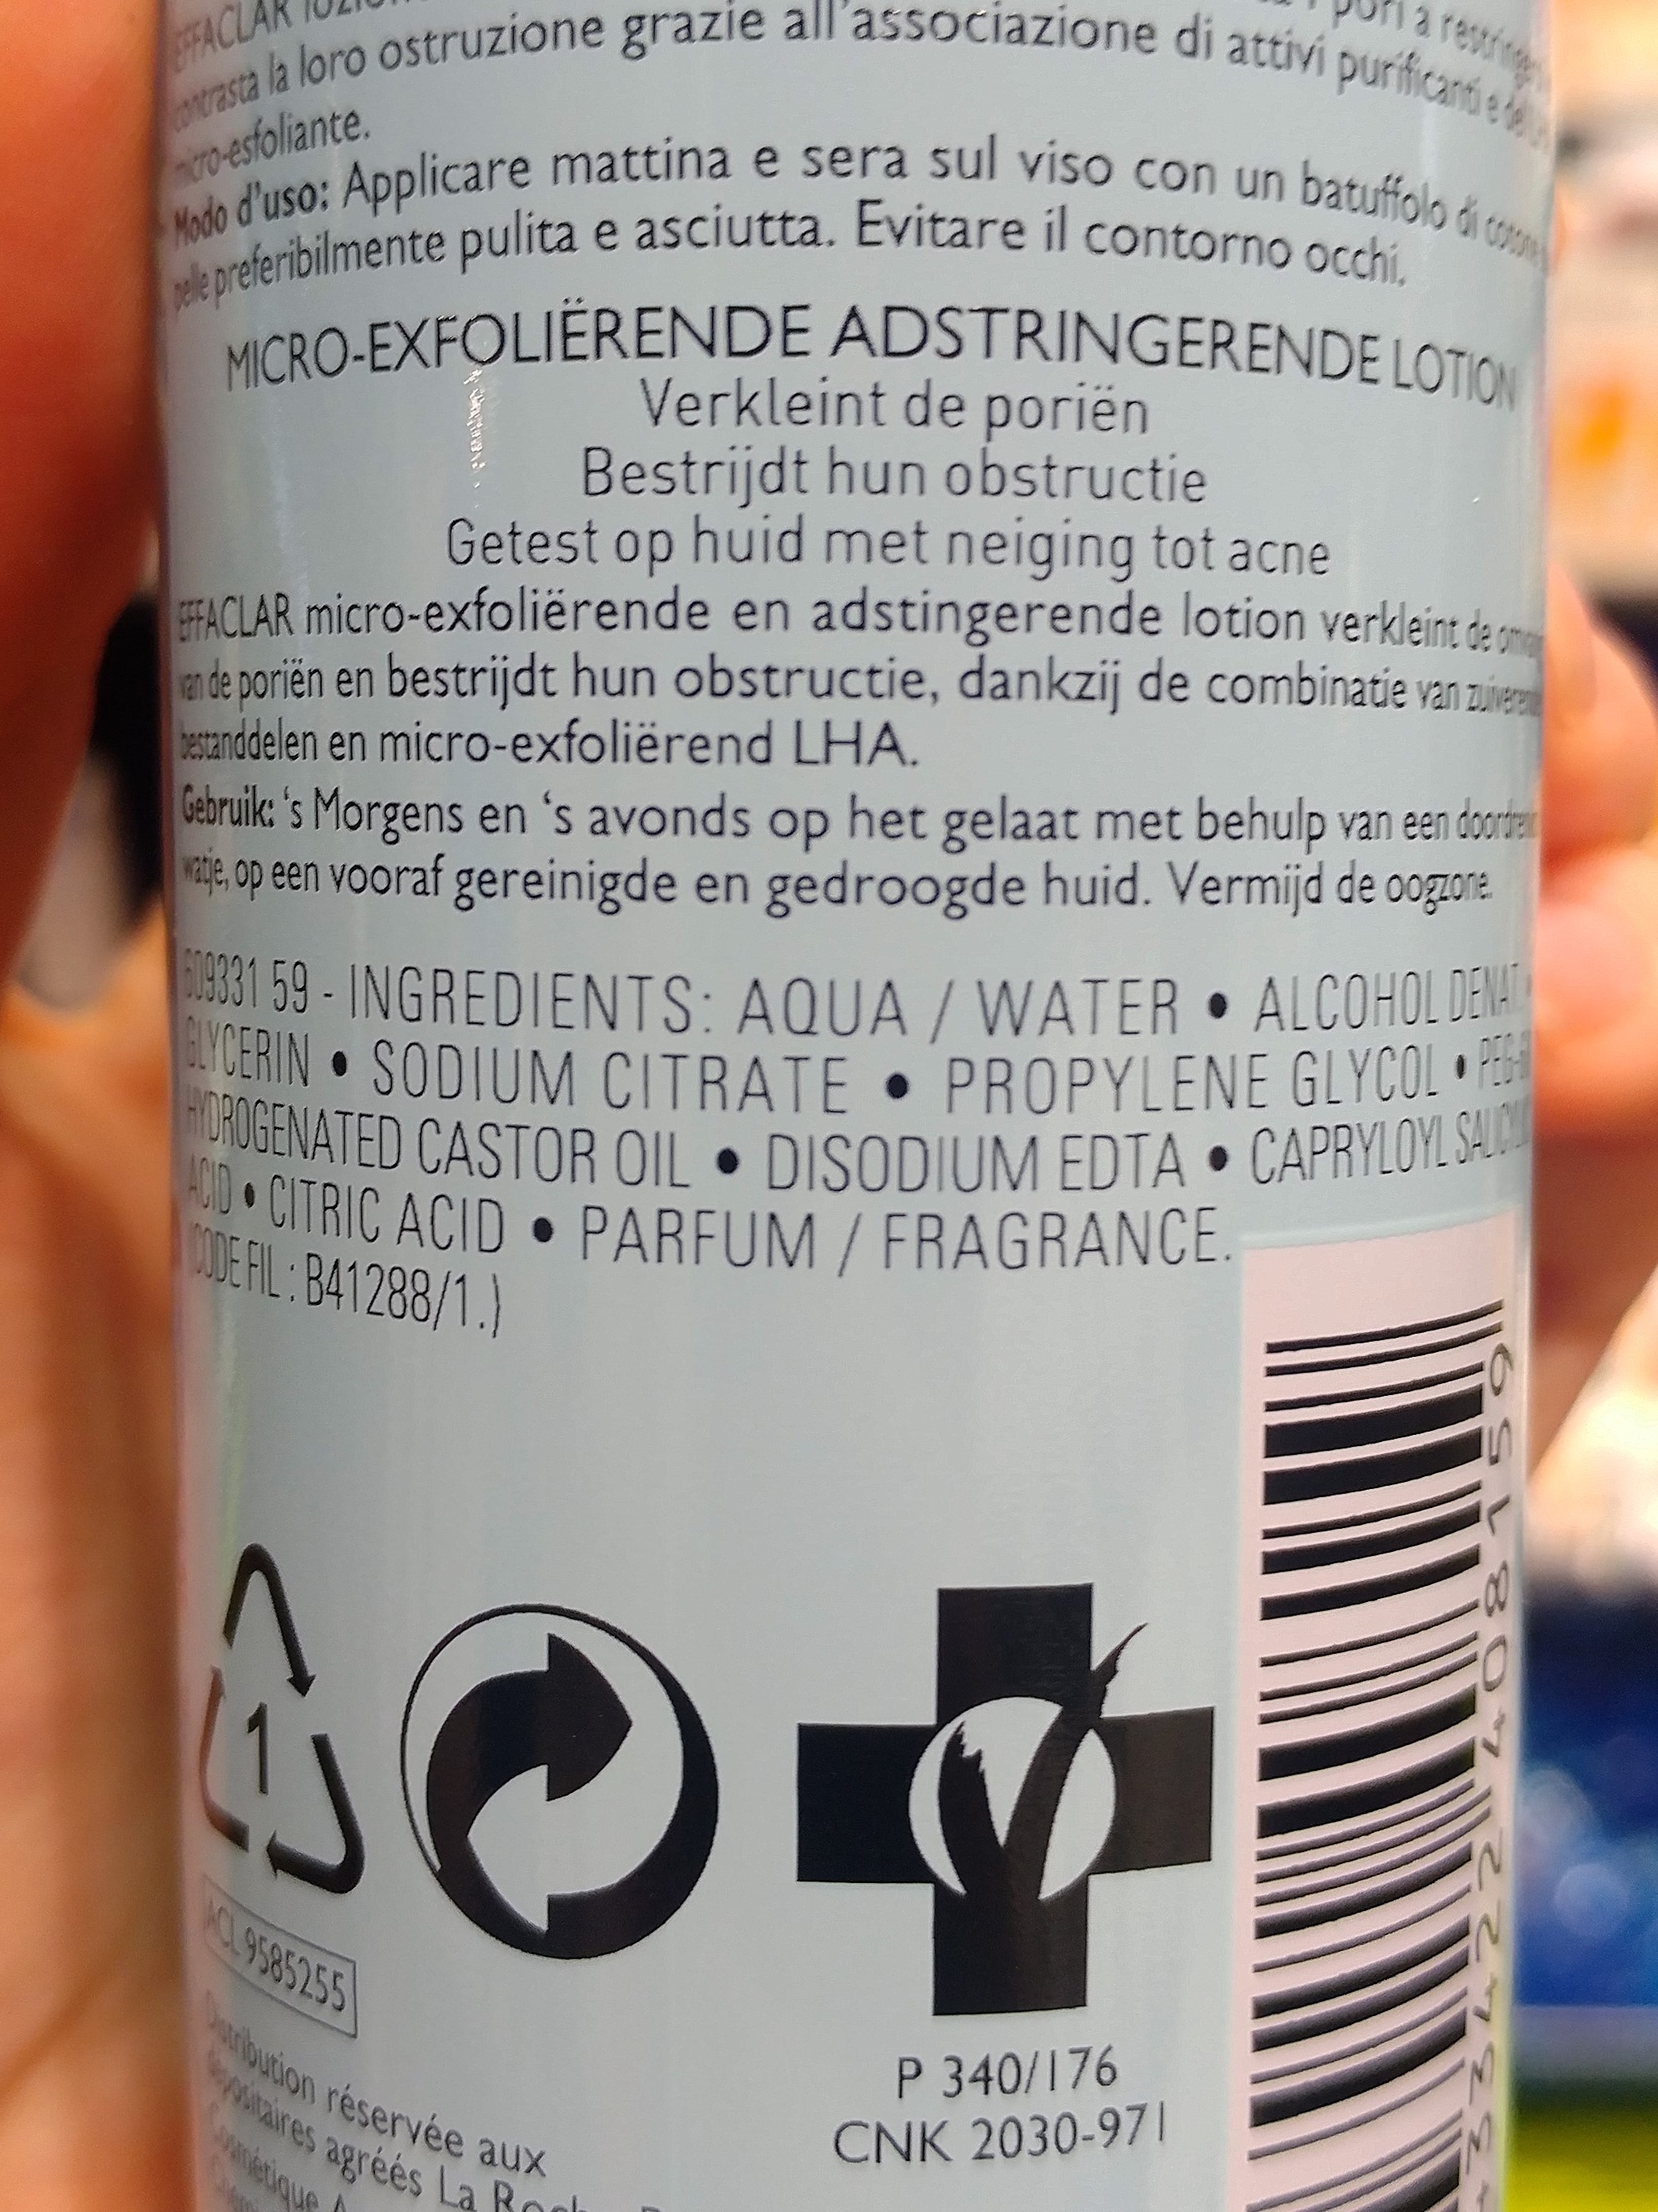 EFFACLAR
i pori a restringersi
contrasta la loro ostruzione grazie all'associazione di attivi purificanti e
micro-esfoliante.
Modo d'uso: Applicare mattina e sera sul viso con un batuffolo di cotone
pelle preferibilmente pulita e asciutta. Evitare il contorno occhi.
MICRO-EXFOLIËRENDE ADSTRINGERENDE LOTION
Verkleint de poriën
Bestrijdt hun obstructie
Getest op huid met neiging tot acne
EFFACLAR micro-exfoliërende en adstingerende lotion verkleint de
van de poriën en bestrijdt hun obstructie, dankzij de combinatie van
bestanddelen en micro-exfoliërend LHA.
Gebruik: 's Morgens en 's avonds op het gelaat met behulp van een
watje, op een vooraf gereinigde en gedroogde huid. Vermijd de oogzone.
609331 59 - INGREDIENTS: AQUA / WATER • ALCOHOL DENAT. •
GLYCERIN • SODIUM CITRATE • PROPYLENE GLYCOL •
HYDROGENATED CASTOR OIL • DISODIUM EDTA • CAPRYLOYL SALICYLIC
ACID • CITRIC ACID • PARFUM / FRAGRANCE.
(CODE FIL : B41288/1.)
1
ACL 9585255
Distribution réservée aux
dépositaires agréés La
Cosmétique
P 340/176
CNK 2030-971
433422408159